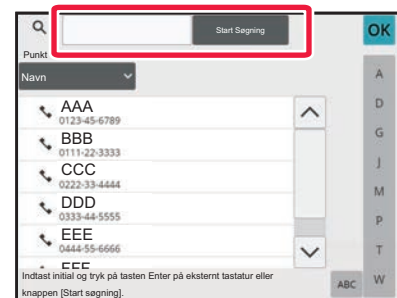 Start Søgning
OK
Punkt
Navn
AAA
0123-45-6789
BBB
0111-22-3333
CCC
0222-33-4444
DDD
0333-44-5555
EEE
0444-55-6666
FFF
A
D
G
J
M
P
T
W
ABC
Indtast initial og tryk på tasten Enter på eksternt tastatur eller
knappen [Start søgning].